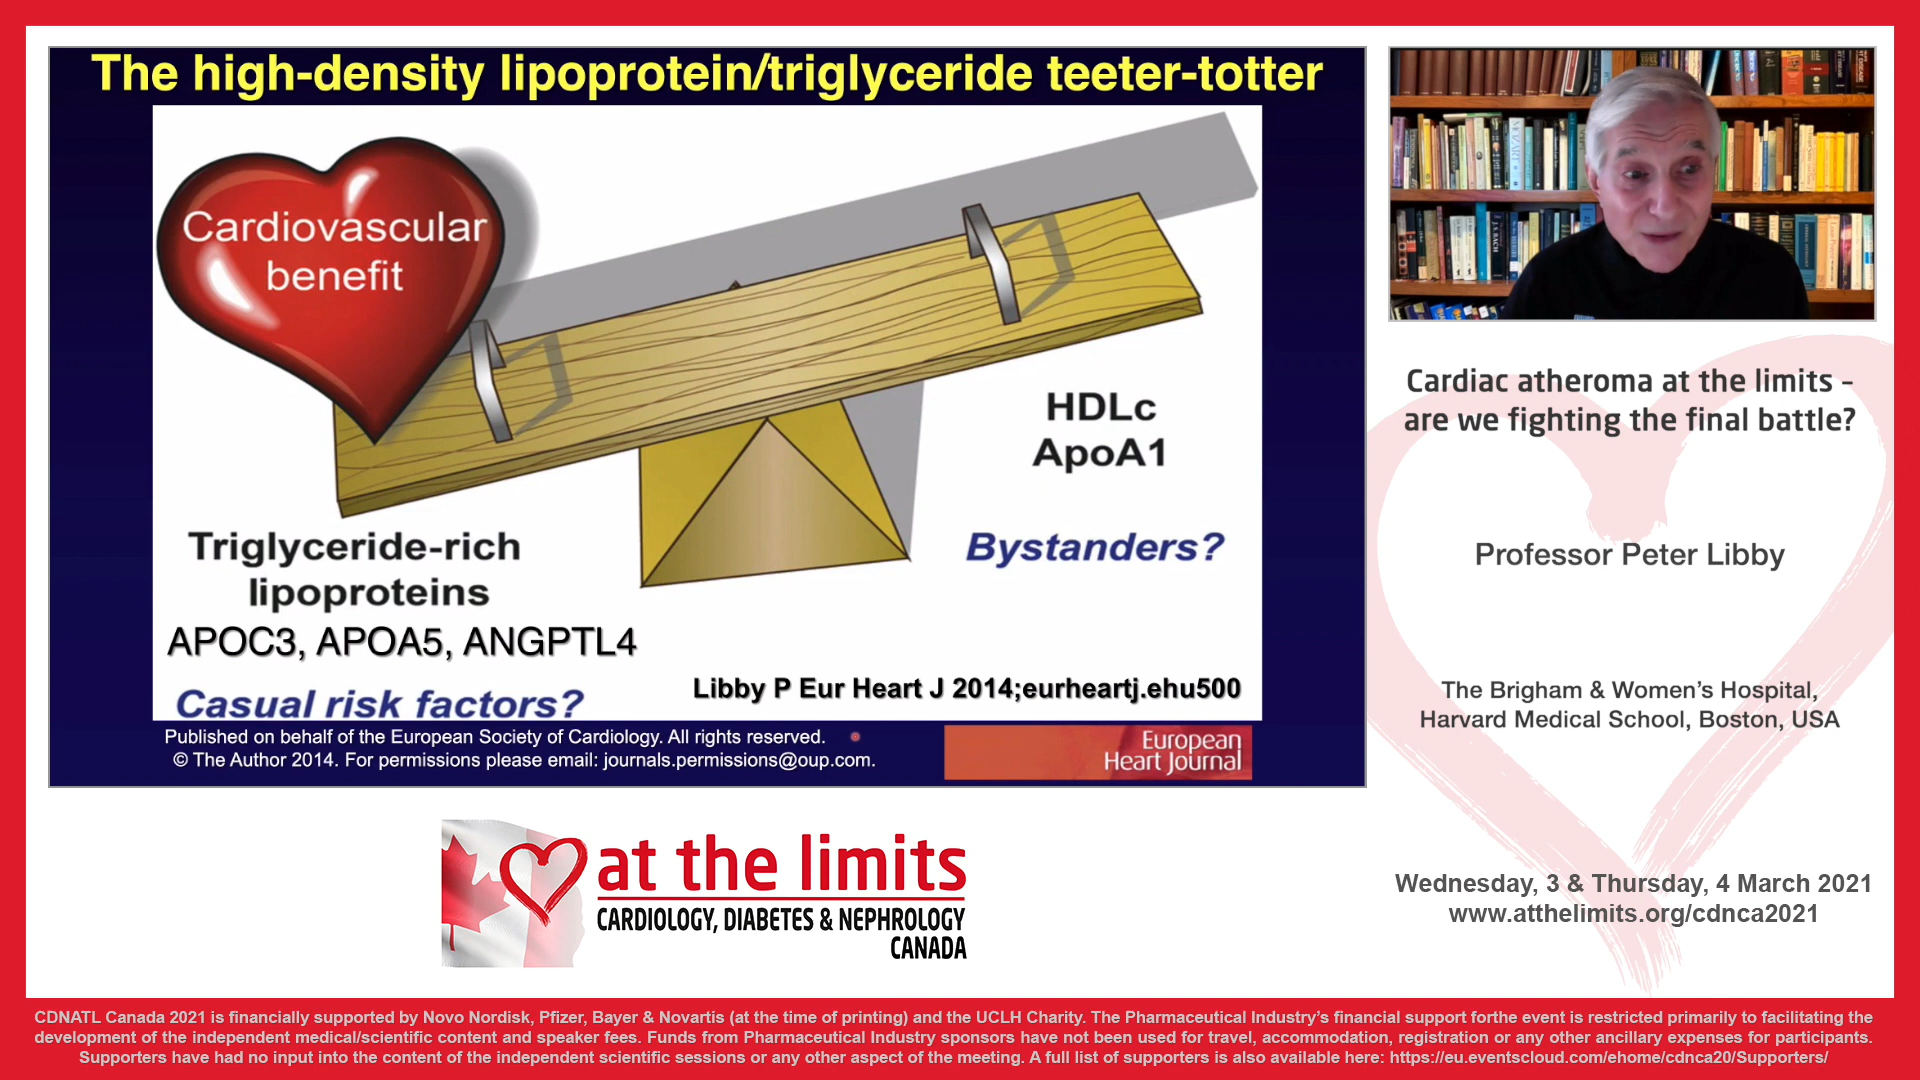 The high-density lipoprotein/triglyceride teeter-totter
Cardiovascular
benefit
HDLc
ApoA1
Bystanders?
Triglyceride-rich
lipoproteins
APOC3, APOA5, ANGPTL4
Casual risk factors?
Libby P Eur Heart J 2014;eurheartj.ehu500
Published on behalf of the European Society of Cardiology. All rights reserved.
© The Author 2014. For permissions please email: journals.permissions@oup.com.
European
Heart Journal
Cardiac atheroma at the limits -
are we fighting the final battle?
Professor Peter Libby
The Brigham & Women's Hospital,
Harvard Medical School, Boston, USA
Wednesday, 3 & Thursday, 4 March 2021
www.atthelimits.org/cdnca2021
at the limits
CARDIOLOGY, DIABETES & NEPHROLOGY
CANADA
CDNATL Canada 2021 is financially supported by Novo Nordisk, Pfizer, Bayer & Novartis (at the time of printing) and the UCLH Charity. The Pharmaceutical Industry's financial support forthe event is restricted primarily to facilitating the
development of the independent medical/scientific content and speaker fees. Funds from Pharmaceutical Industry sponsors have not been used for travel, accommodation, registration or any other ancillary expenses for participants.
Supporters have had no input into the content of the independent scientific sessions or any other aspect of the meeting. A full list of supporters is also available here: https://eu.eventscloud.com/ehome/cdnca20/Supporters/